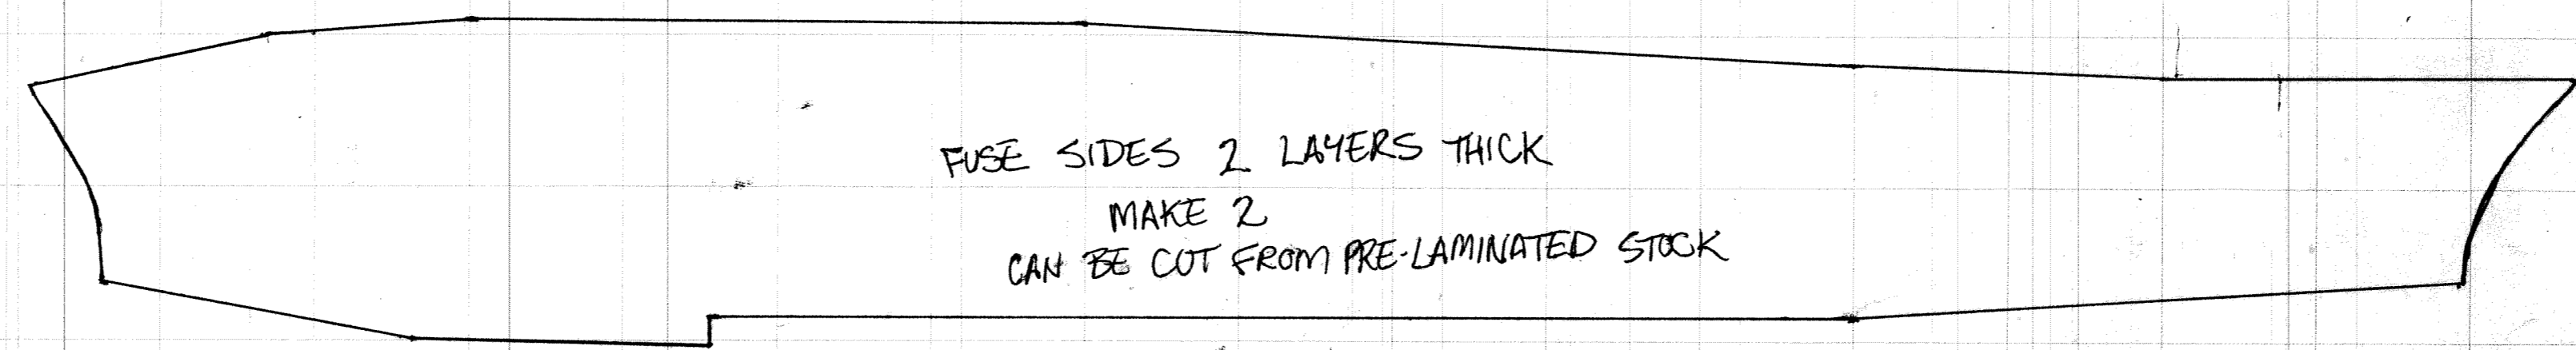 FUSE SIDES 2 LAYERS THICK
MAKE 2
CAN BE CUT FROM PRE-LAMINATED STOCK